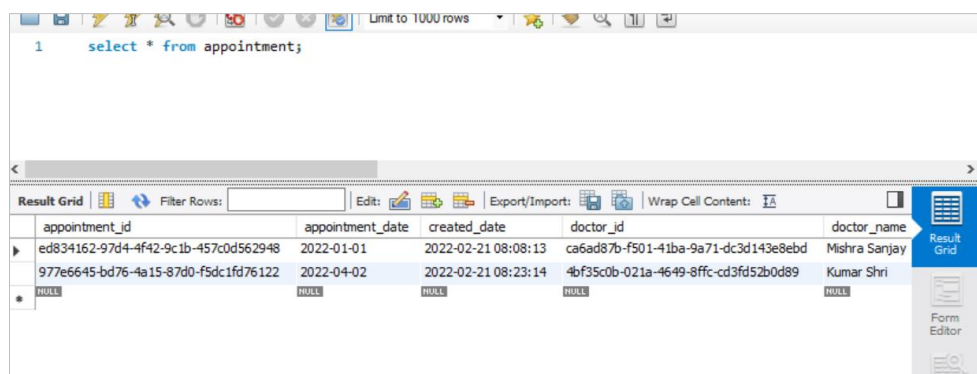 Limit to 1000 rows
1 select * from appointment;
Result Grid Filter Rows: Edit: Export/Import: Wrap Cell Content: IA
appointment_id appointment_date created_date doctor_id doctor_name
ed834162-97d4-4f42-9c1b-457c0d562948 2022-01-01 2022-02-21 08:08:13 ca6ad87b-f501-41ba-9a71-dc3d143e8ebd Mishra Sanjay
977e6645-bd76-4a15-87d0-f5dc1fd76122 2022-04-02 2022-02-21 08:23:14 4bf35c0b-021a-4649-8ffc-cd3fd52b0d89 Kumar Shri
NULL NULL NULL NULL NULL
Result
Grid
Form
Editor